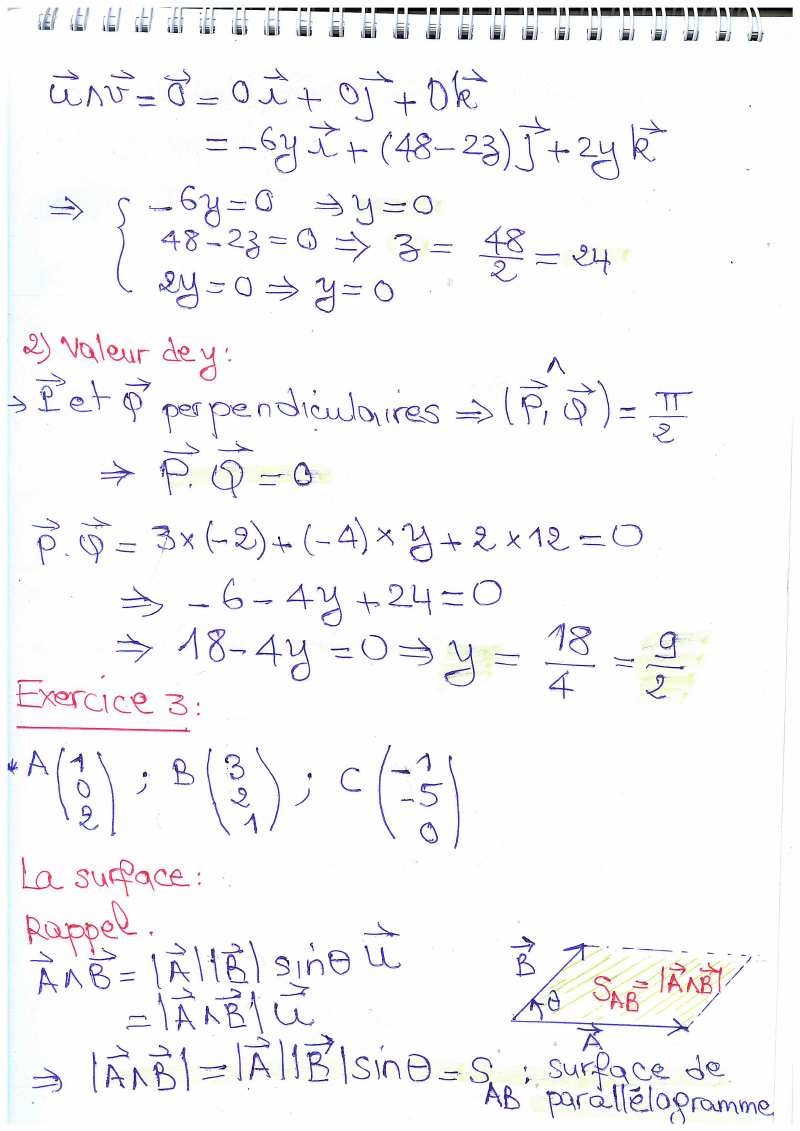 u⃗∧v⃗ = 0⃗ = 0i⃗ + 0j⃗ + 0k⃗
= -6y i⃗ + (48-2z) j⃗ + 2y k⃗
⇒ { -6y = 0 ⇒ y = 0
48-2z = 0 ⇒ z = 48/2 = 24
2y = 0 ⇒ y = 0
2) Valeur de y:
→ P⃗ et Q⃗ perpendiculaires ⇒ (P⃗, Q⃗)^ = π/2
⇒ P⃗.Q⃗ = 0
P⃗.Q⃗ = 3×(-2)+(-4)×y+2×12 = 0
⇒ -6-4y+24 = 0
⇒ 18-4y = 0 ⇒ y = 18/4 = 9/2
Exercice 3:
* A (1 0 2) ; B (3 2 1) ; C (-1 -5 0)
La surface:
Rappel.
A⃗∧B⃗ = |A⃗||B⃗| sinθ u⃗
= |A⃗∧B⃗| u⃗
B⃗
θ
S_AB = |A⃗∧B⃗|
A⃗
⇒ |A⃗∧B⃗| = |A⃗||B⃗| sinθ = S_AB : surface de
parallélogramme